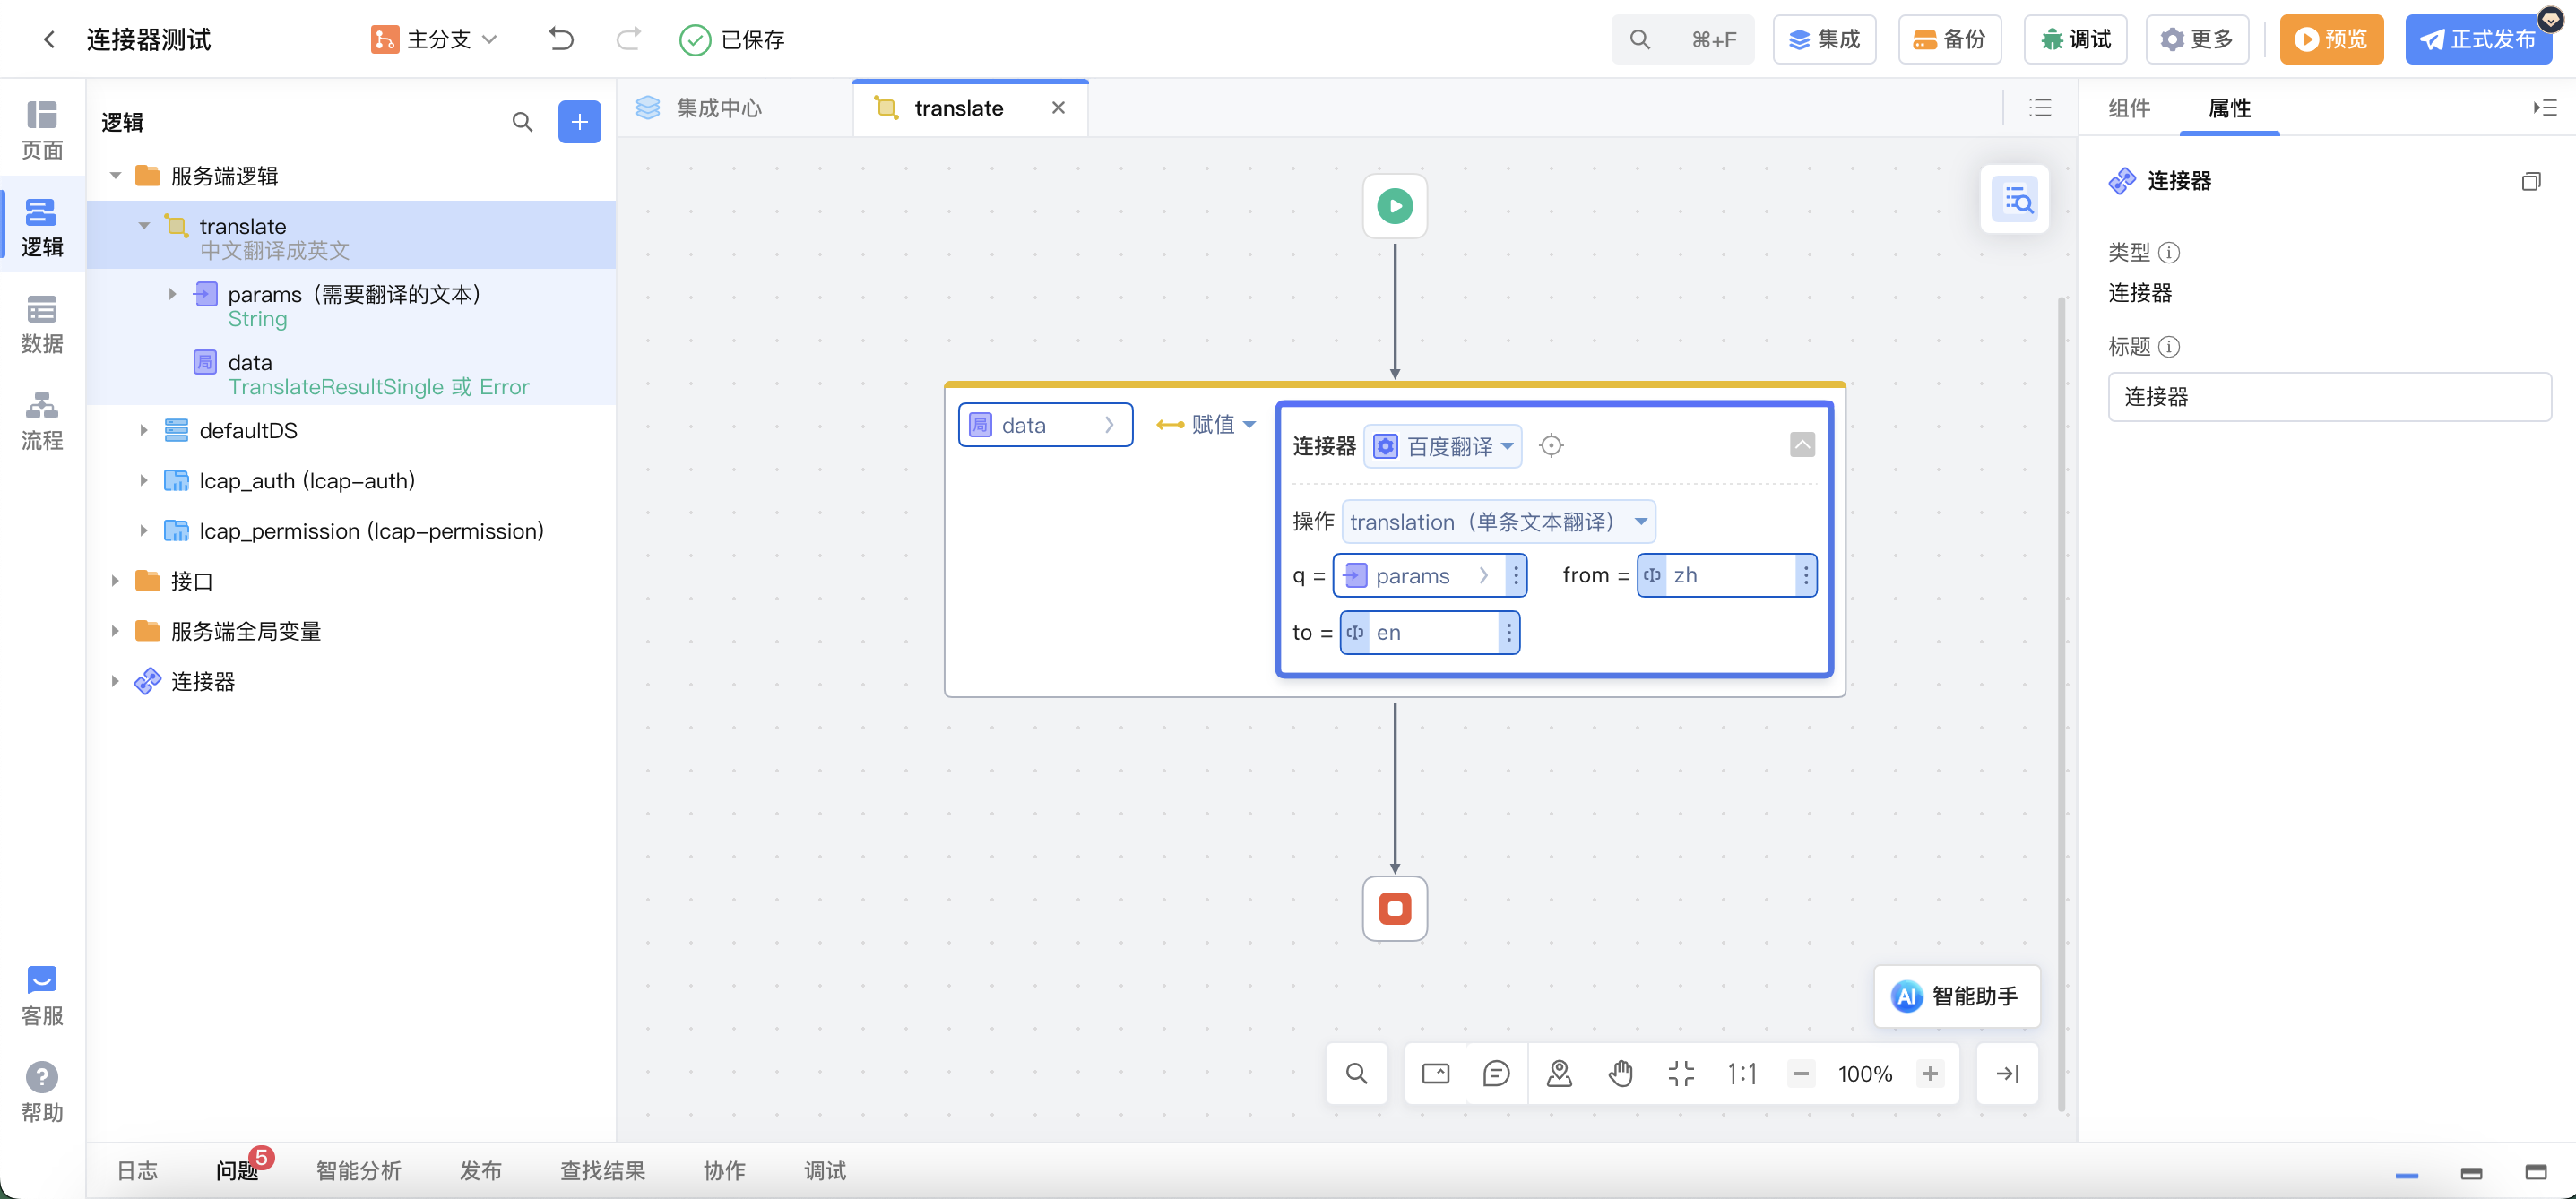 连接器测试
主分支
已保存
⌘+F
集成
备份
调试
更多
预览
正式发布
页面
逻辑
数据
流程
客服
帮助
逻辑
服务端逻辑
translate
中文翻译成英文
params（需要翻译的文本）
String
局 data
TranslateResultSingle 或 Error
defaultDS
lcap_auth (lcap-auth)
lcap_permission (lcap-permission)
接口
服务端全局变量
连接器
集成中心
translate
局 data
赋值
连接器 百度翻译
操作 translation（单条文本翻译）
q = params
from = zh
to = en
AI 智能助手
1:1
100%
组件
属性
连接器
类型
连接器
标题
连接器
日志
问题
5
智能分析
发布
查找结果
协作
调试